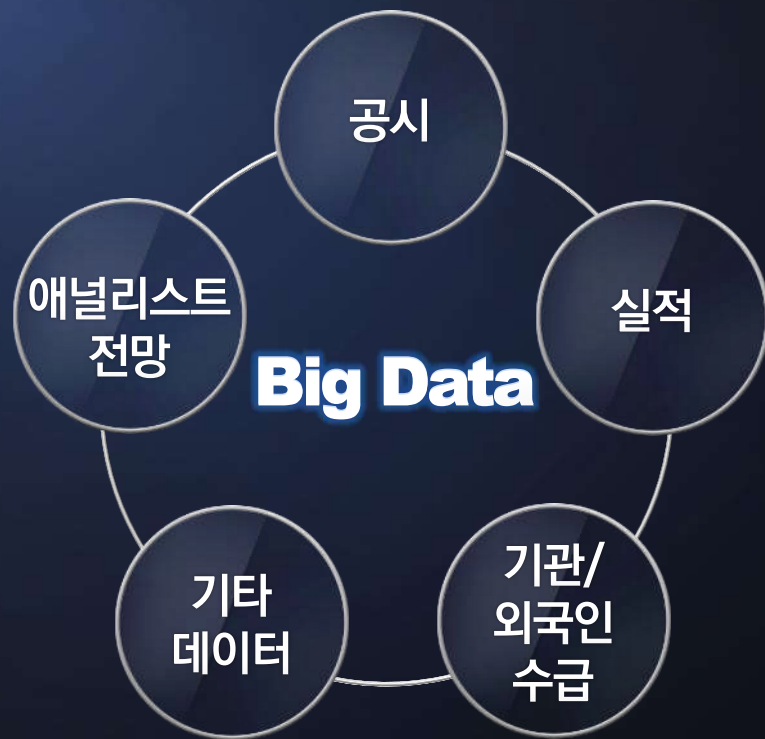 공시
애널리스트
전망
실적
Big Data
기타
데이터
기관/
외국인
수급